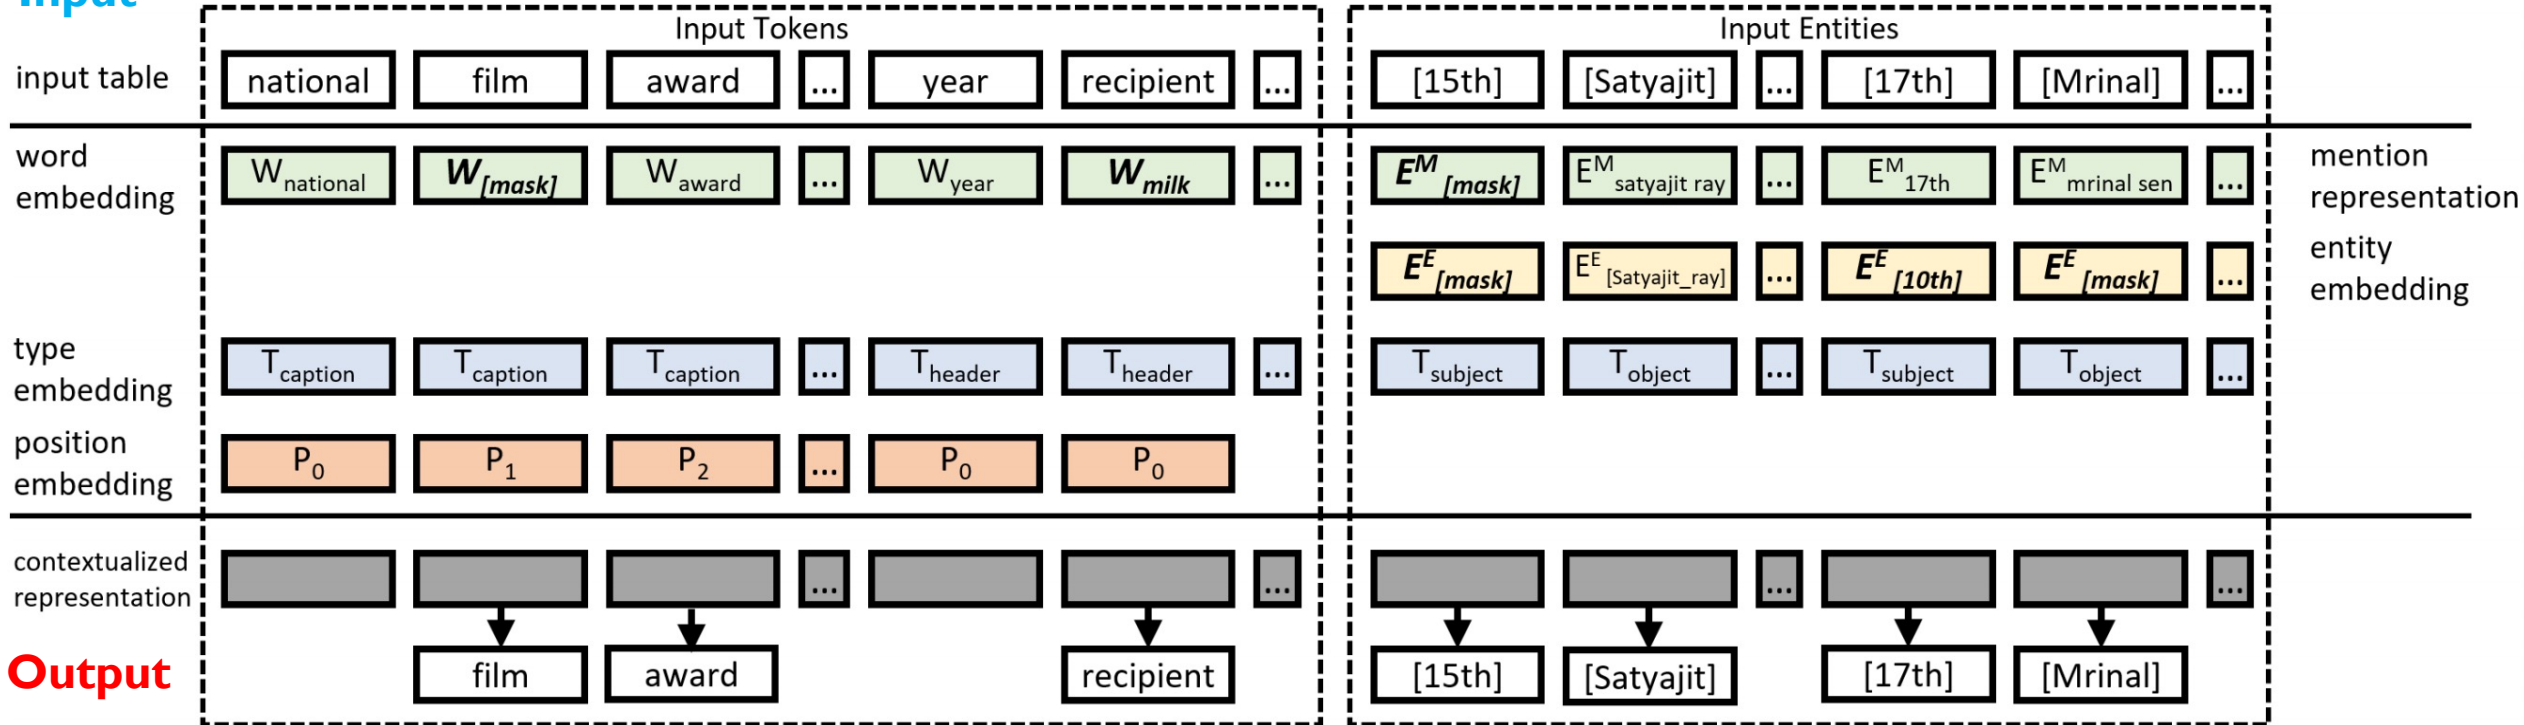 Input
Input Tokens Input Entities
input table national film award ... year recipient ... [15th] [Satyajit] ... [17th] [Mrinal] ...
word embedding W national W [mask] W award ... W year W milk ... E M [mask] E M satyajit ray ... E M 17th E M mrinal sen ... mention representation
E E [mask] E E [Satyajit_ray] ... E E [10th] E E [mask] ... entity embedding
type embedding T caption T caption T caption ... T header T header ... T subject T object ... T subject T object ...
position embedding P 0 P 1 P 2 ... P 0 P 0
contextualized representation ... ... ... ...
Output film award recipient [15th] [Satyajit] [17th] [Mrinal]